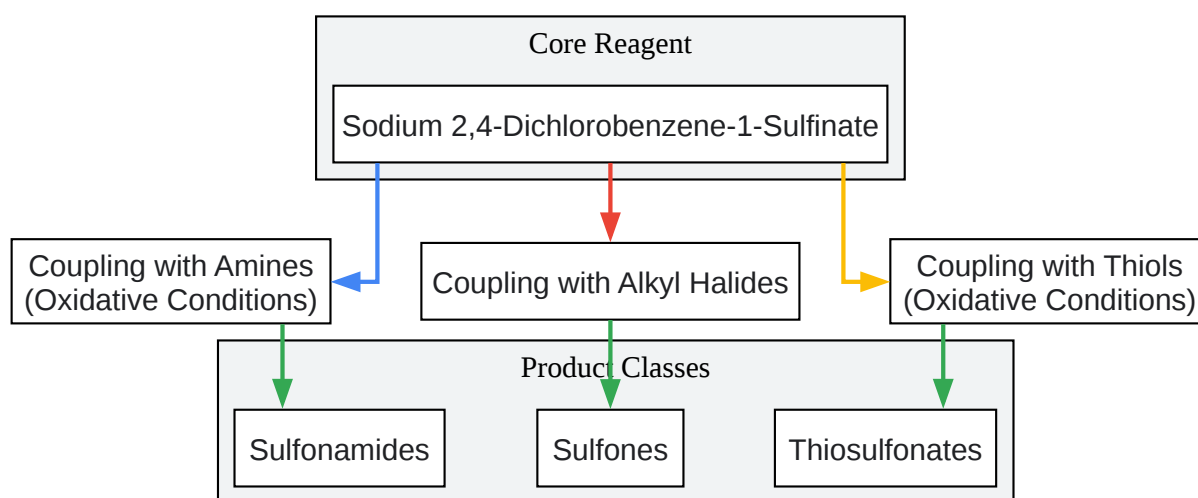 Core Reagent
Sodium 2,4-Dichlorobenzene-1-Sulfinate
Coupling with Amines
(Oxidative Conditions)
Coupling with Alkyl Halides
Coupling with Thiols
(Oxidative Conditions)
Product Classes
Sulfonamides
Sulfones
Thiosulfonates